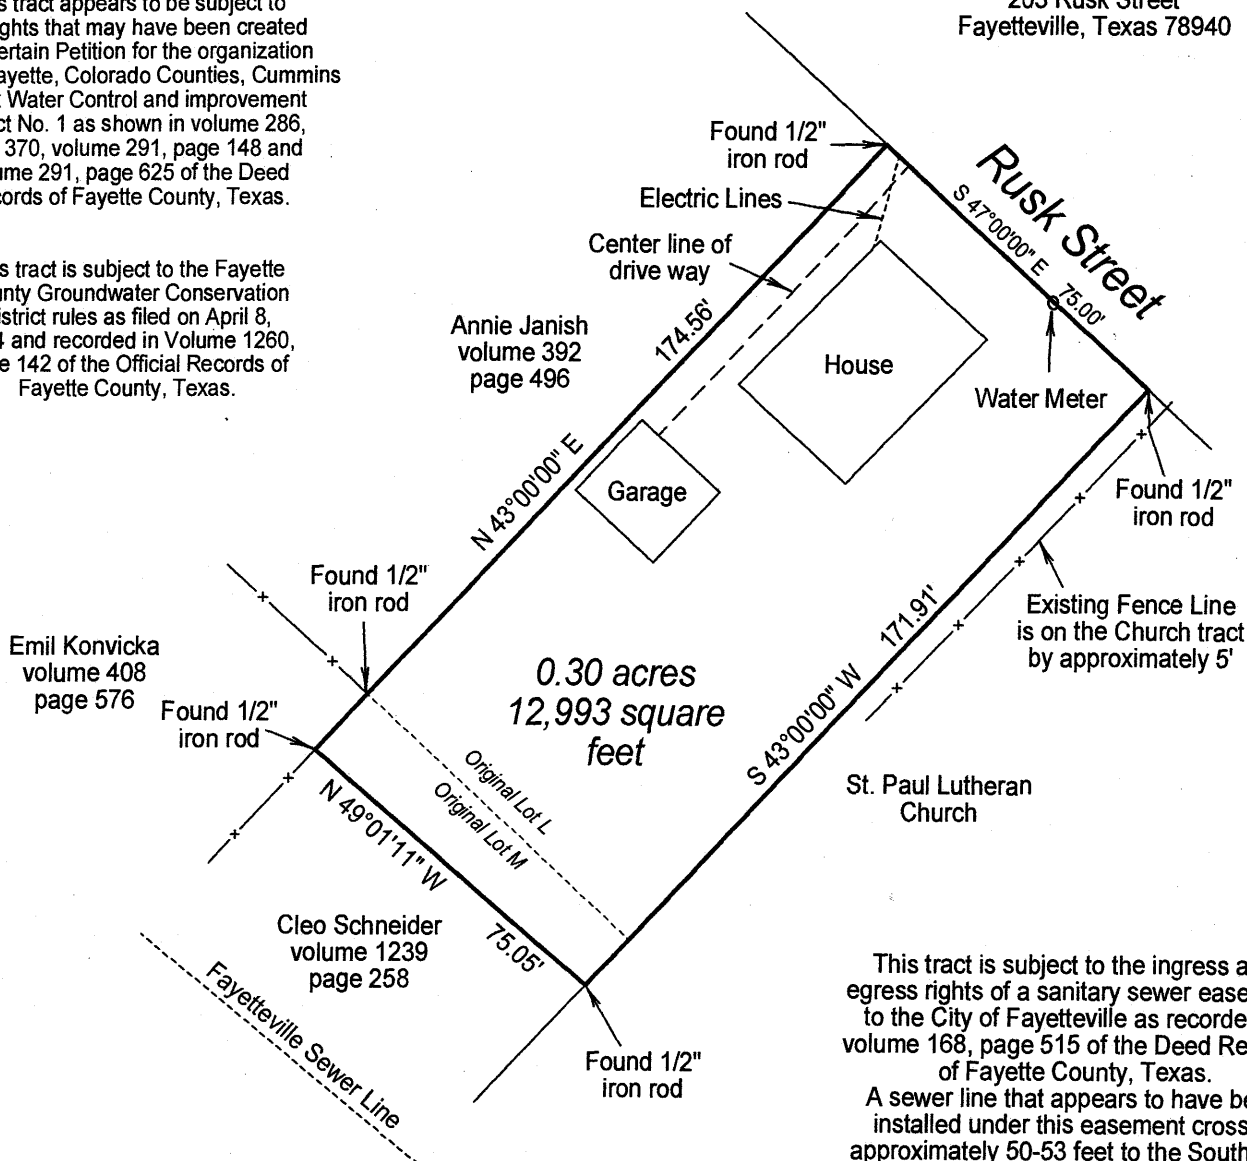 s tract appears to be subject to
ghts that may have been created
ertain Petition for the organization
ayette, Colorado Counties, Cummins
Water Control and improvement
ct No. 1 as shown in volume 286,
370, volume 291, page 148 and
ume 291, page 625 of the Deed
cords of Fayette County, Texas.
s tract is subject to the Fayette
nty Groundwater Conservation
istrict rules as filed on April 8,
4 and recorded in Volume 1260,
e 142 of the Official Records of
Fayette County, Texas.
203 Rusk Street
Fayetteville, Texas 78940
Found 1/2"
iron rod
Electric Lines
Center line of
drive way
Rusk Street
S 47°00'00" E
75.00'
Annie Janish
volume 392
page 496
174.56'
N 43°00'00" E
House
Water Meter
Garage
Found 1/2"
iron rod
Existing Fence Line
is on the Church tract
by approximately 5'
Found 1/2"
iron rod
Emil Konvicka
volume 408
page 576
Found 1/2"
iron rod
0.30 acres
12,993 square
feet
171.91'
S 43°00'00" W
St. Paul Lutheran
Church
Original Lot L
Original Lot M
N 49°01'11" W
75.05'
Cleo Schneider
volume 1239
page 258
Fayetteville Sewer Line
Found 1/2"
iron rod
This tract is subject to the ingress a
egress rights of a sanitary sewer ease
to the City of Fayetteville as recorde
volume 168, page 515 of the Deed Re
of Fayette County, Texas.
A sewer line that appears to have be
installed under this easement cross
approximately 50-53 feet to the South